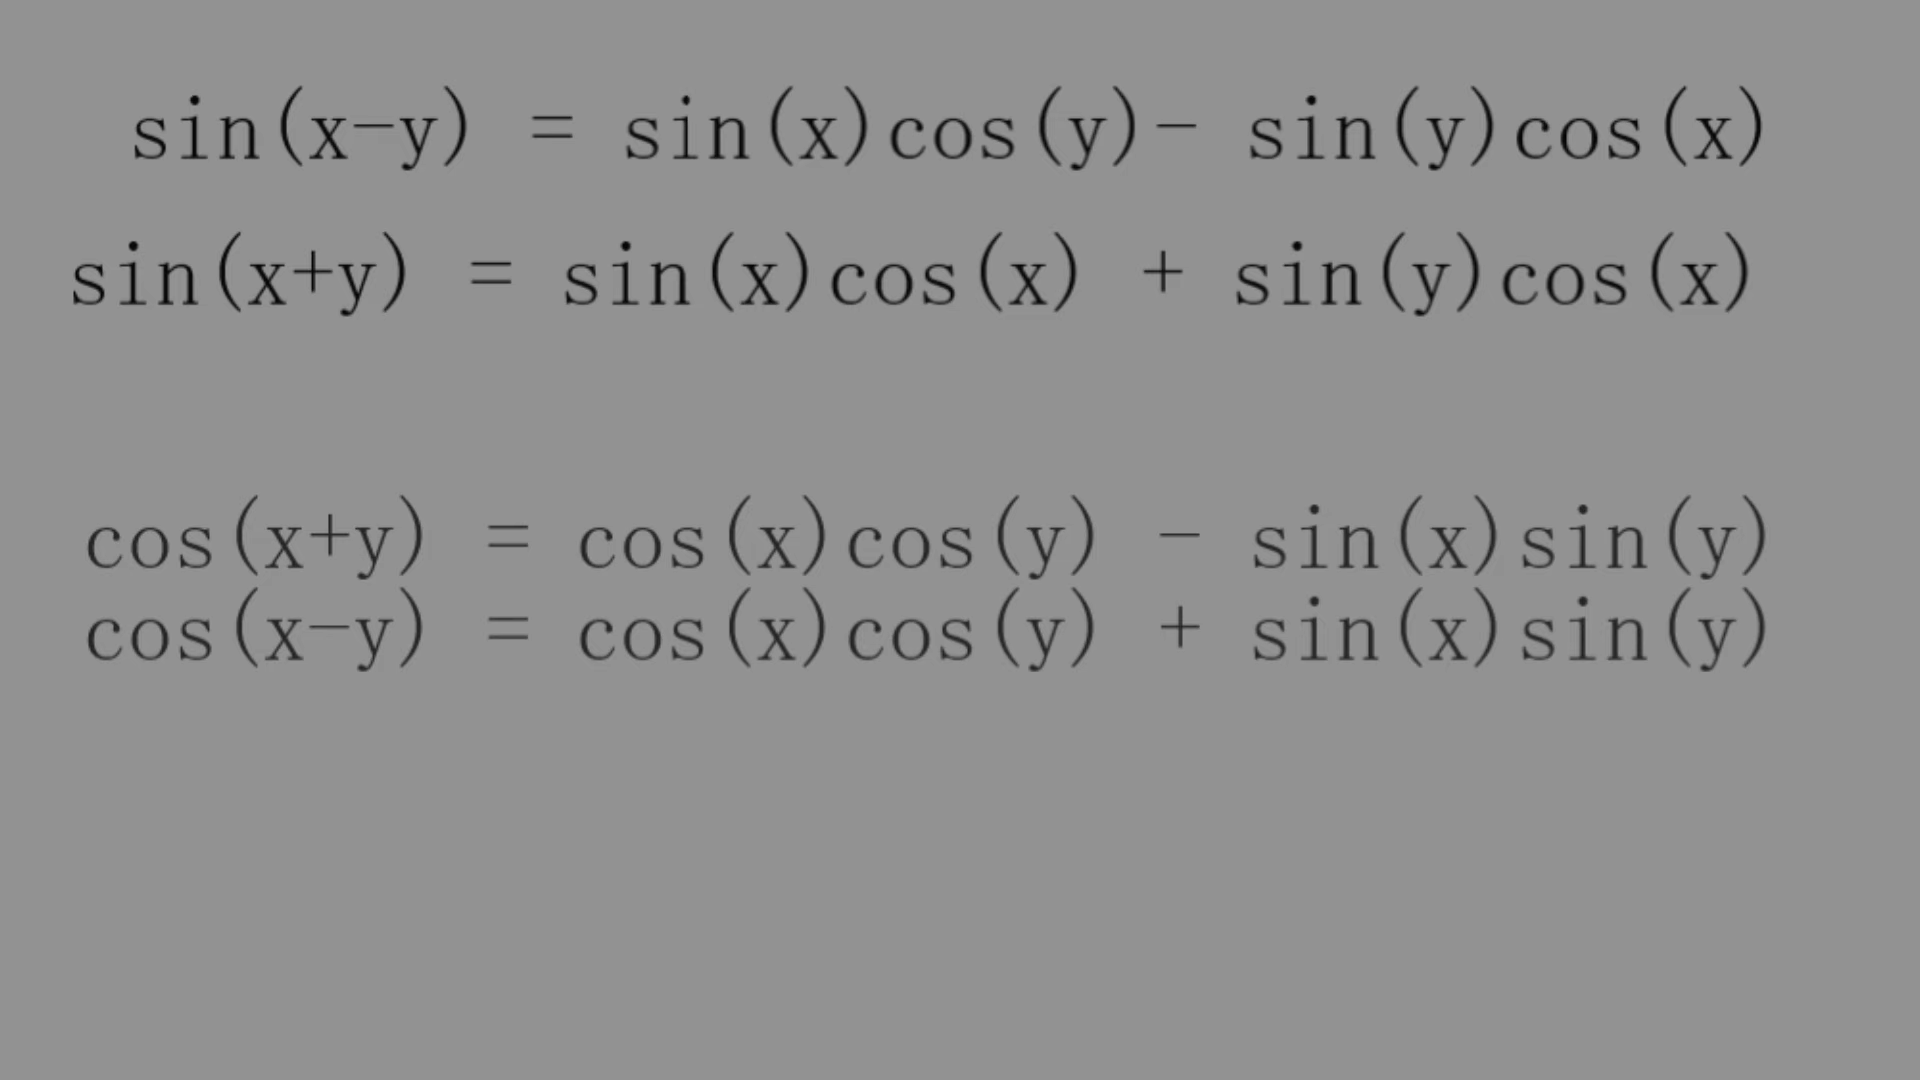 sin(x-y) = sin(x)cos(y)- sin(y)cos(x)
sin(x+y) = sin(x)cos(x) + sin(y)cos(x)
cos(x+y) = cos(x)cos(y) - sin(x)sin(y)
cos(x-y) = cos(x)cos(y) + sin(x)sin(y)